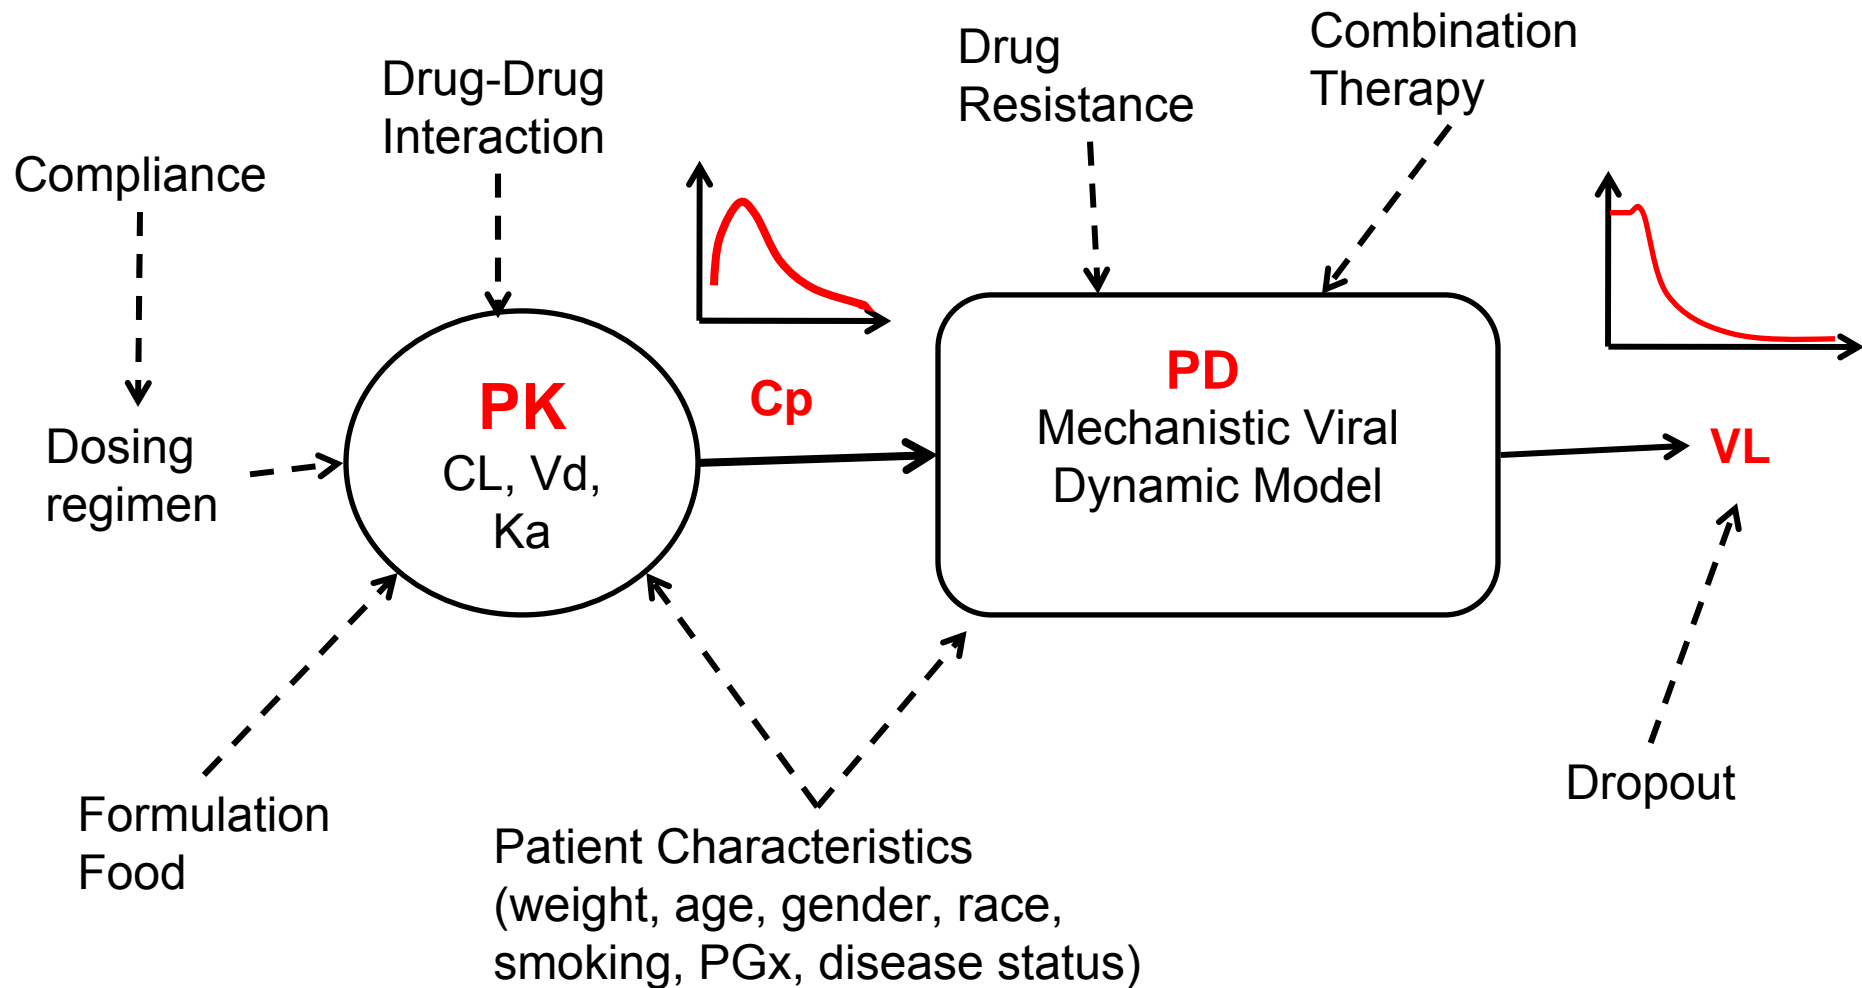 Drug
Resistance
Combination
Therapy
Drug-Drug
Interaction
Compliance
PK
CL, Vd,
Ka
Cp
PD
Mechanistic Viral
Dynamic Model
VL
Dosing
regimen
Formulation
Food
Patient Characteristics
(weight, age, gender, race,
smoking, PGx, disease status)
Dropout